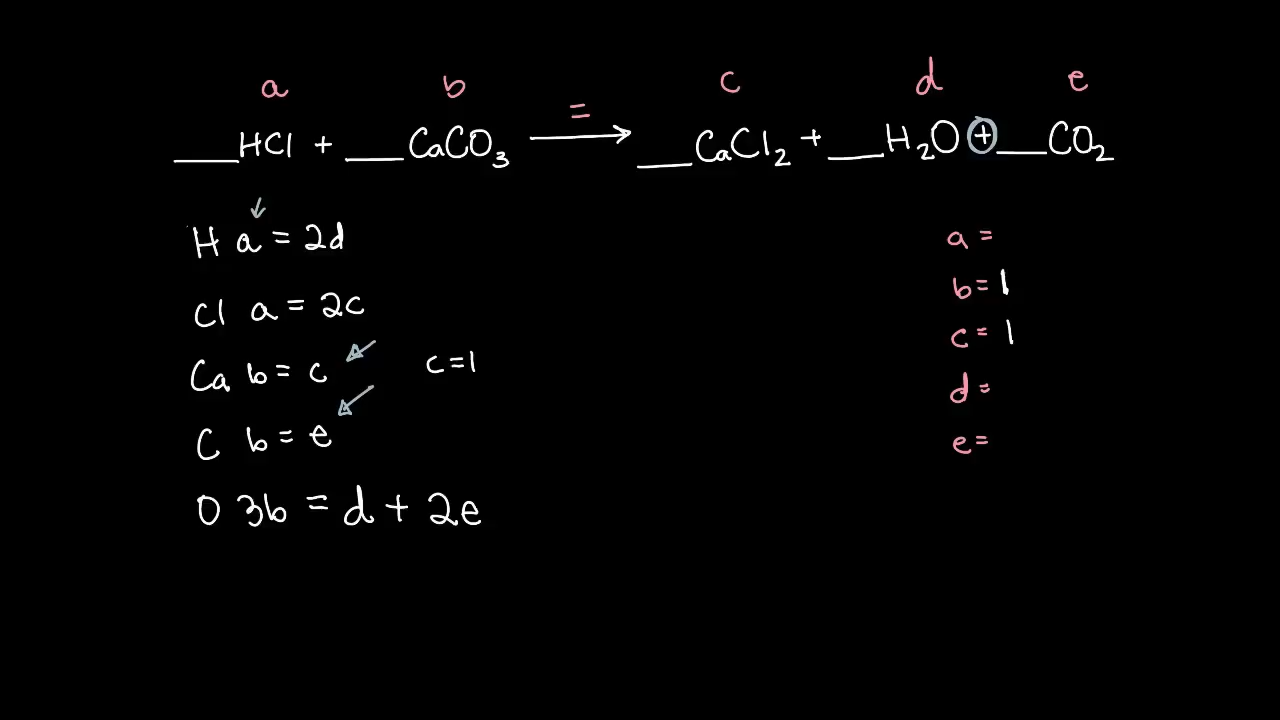 a b = c d e
___HCl + ___CaCO₃ ⟶ ___CaCl₂ + ___H₂O + ___CO₂
H a = 2d
a =
b = 1
Cl a = 2c
c = 1
Ca b = c c = 1
d =
C b = e
e =
O 3b = d + 2e